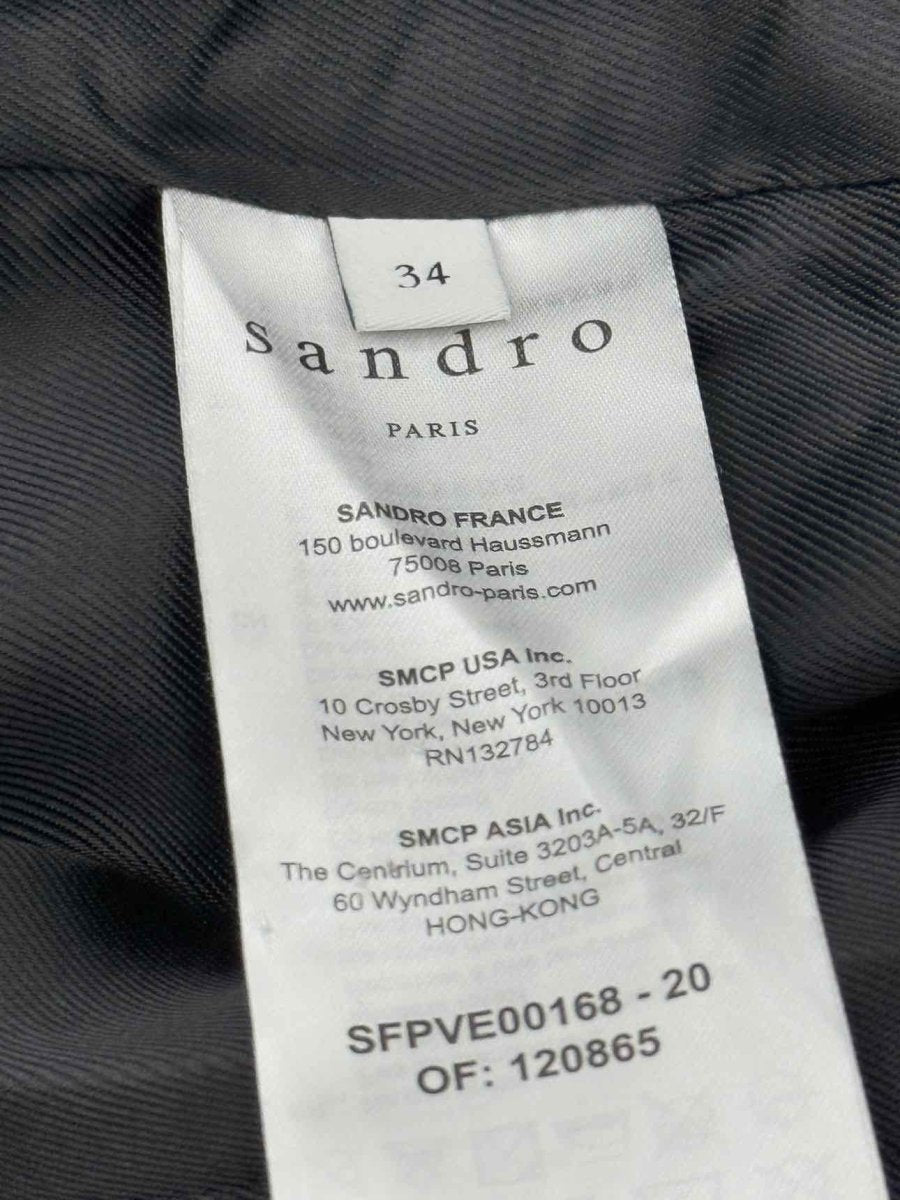 34
sandro
PARIS
SANDRO FRANCE
150 boulevard Haussmann
75008 Paris
www.sandro-paris.com
SMCP USA Inc.
10 Crosby Street, 3rd Floor
New York, New York 10013
RN132784
SMCP ASIA Inc.
The Centrium, Suite 3203A-5A, 32/F
60 Wyndham Street, Central
HONG-KONG
SFPVE00168 - 20
OF: 120865